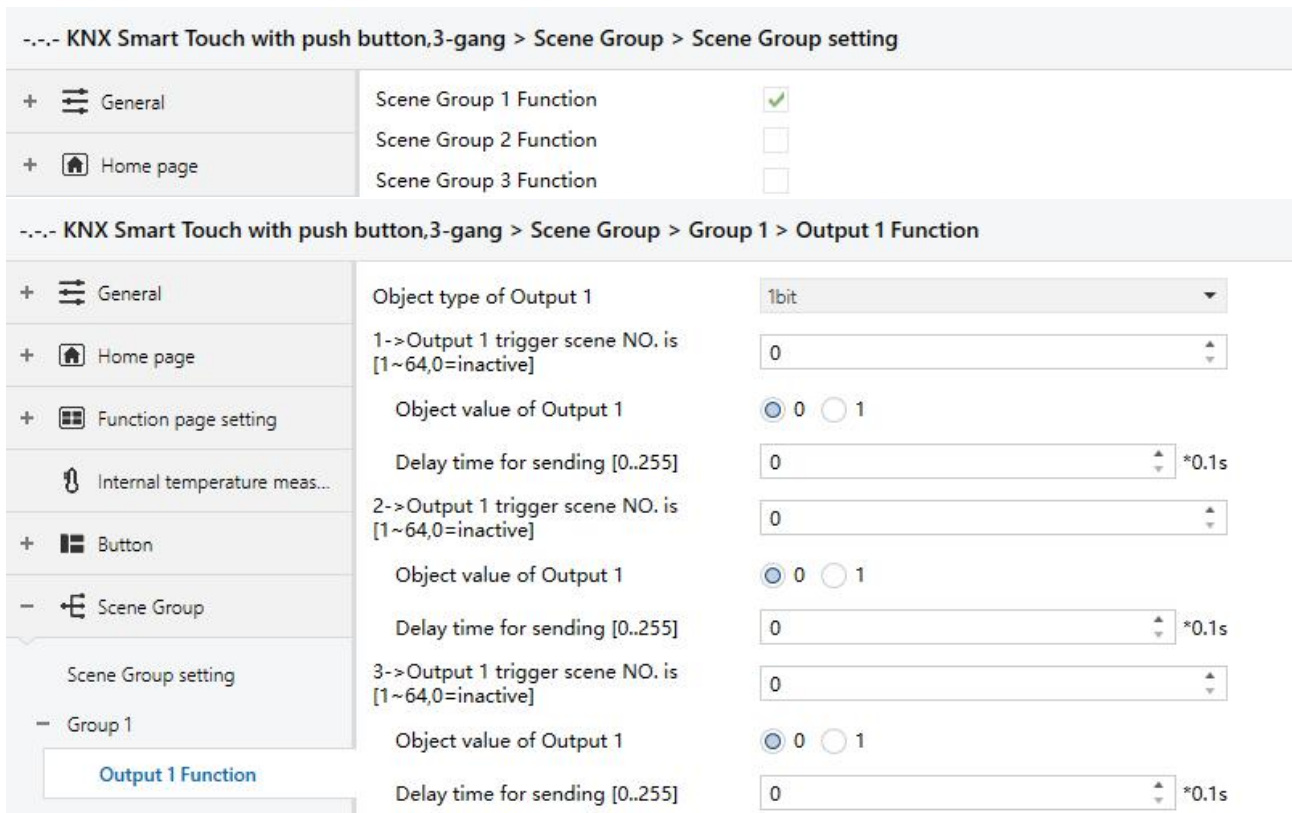 -.-.- KNX Smart Touch with push button,3-gang > Scene Group > Scene Group setting
+ General
+ Home page
Scene Group 1 Function
Scene Group 2 Function
Scene Group 3 Function
-.-.- KNX Smart Touch with push button,3-gang > Scene Group > Group 1 > Output 1 Function
+ General
+ Home page
+ Function page setting
Internal temperature meas...
+ Button
− Scene Group
Scene Group setting
− Group 1
Output 1 Function
Object type of Output 1 1bit
1->Output 1 trigger scene NO. is
[1~64,0=inactive] 0
Object value of Output 1 0 1
Delay time for sending [0..255] 0 *0.1s
2->Output 1 trigger scene NO. is
[1~64,0=inactive] 0
Object value of Output 1 0 1
Delay time for sending [0..255] 0 *0.1s
3->Output 1 trigger scene NO. is
[1~64,0=inactive] 0
Object value of Output 1 0 1
Delay time for sending [0..255] 0 *0.1s